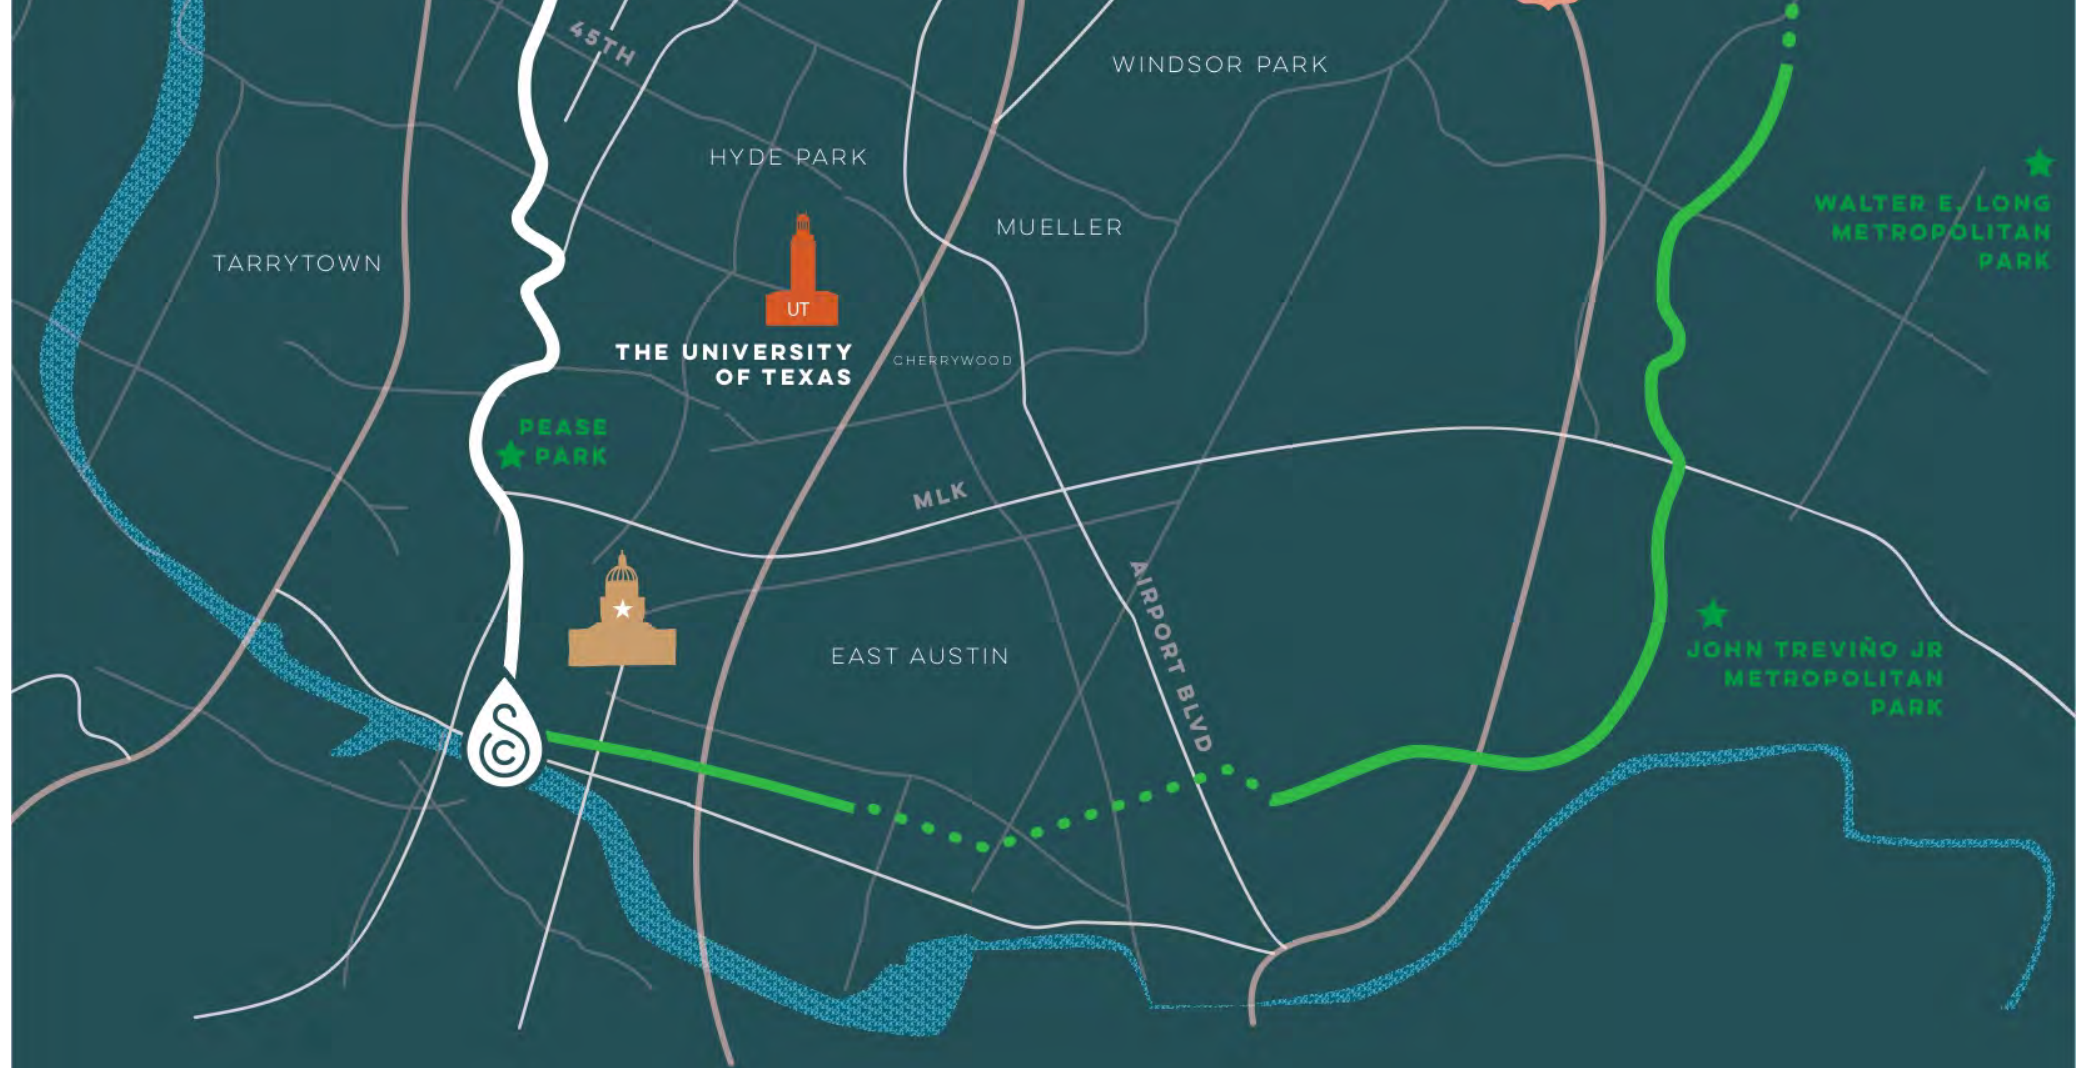 45TH
WINDSOR PARK
HYDE PARK
WALTER E. LONG
METROPOLITAN
PARK
MUELLER
TARRYTOWN
UT
THE UNIVERSITY
OF TEXAS
CHERRYWOOD
PEASE
PARK
MLK
AIRPORT BLVD
EAST AUSTIN
JOHN TREVIÑO JR
METROPOLITAN
PARK
SC